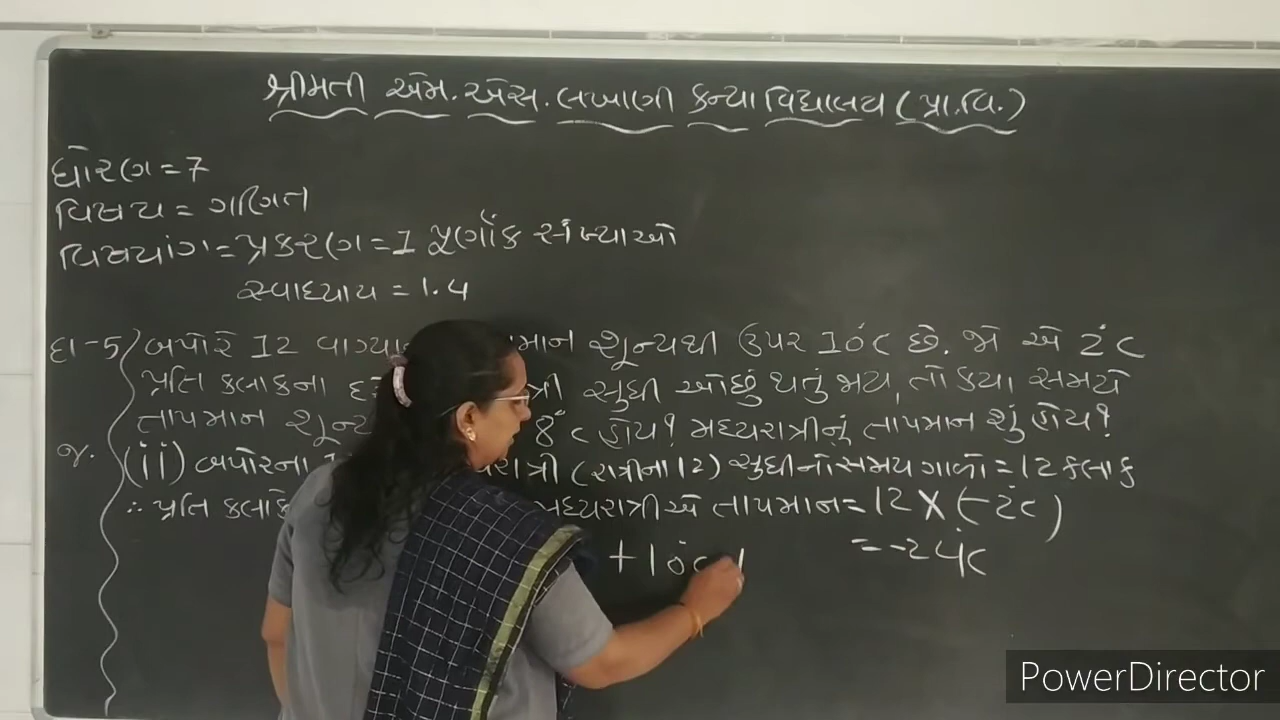 શ્રીમતી એમ. એસ. લખાણી કન્યા વિદ્યાલય (પ્રા.વિ.)
ધોરણ = 7
વિષય = ગણિત
વિષયાંગ = પ્રકરણ = 1 પૂર્ણાંક સંખ્યાઓ
સ્વાધ્યાય = 1.4
દા-5) બપોરે 12 શૂન્યથી ઉપર 10°C છે. જો એ 2°C
પ્રતિ કલાકના સુધી ઓછું થતું જાય, તો કયા સમયે
તાપમાન 8°C હોય? મધ્યરાત્રીનું તાપમાન શું હોય?
જ. (ii) બપોરના (રાત્રીના 12) સુધીનો સમય ગાળો = 12 કલાક
∴ પ્રતિ મધ્યરાત્રીએ તાપમાન = 12 X (-2°C)
= -24°C
+10°C
PowerDirector